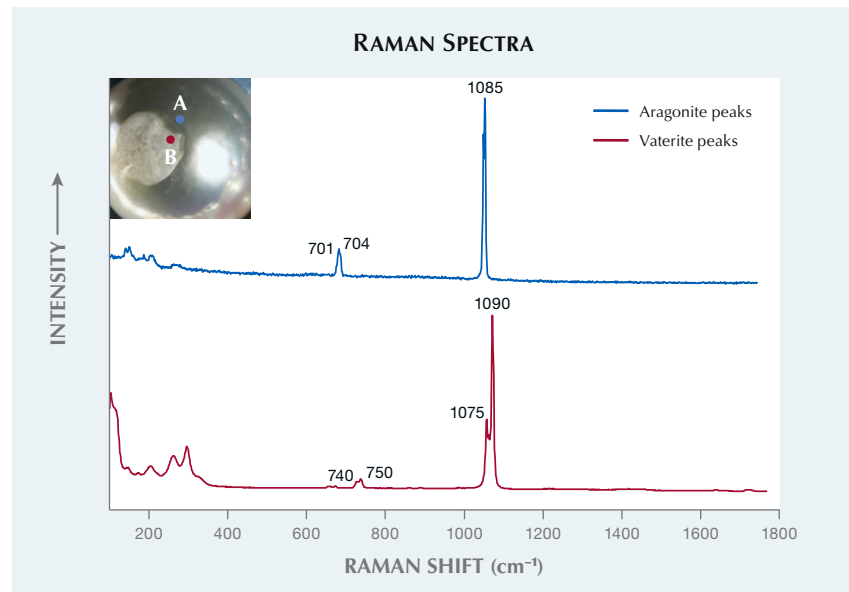 RAMAN SPECTRA
A
B
1085
Aragonite peaks
Vaterite peaks
701 704
1090
1075
740 750
INTENSITY
200 400 600 800 1000 1200 1400 1600 1800
RAMAN SHIFT (cm⁻¹)